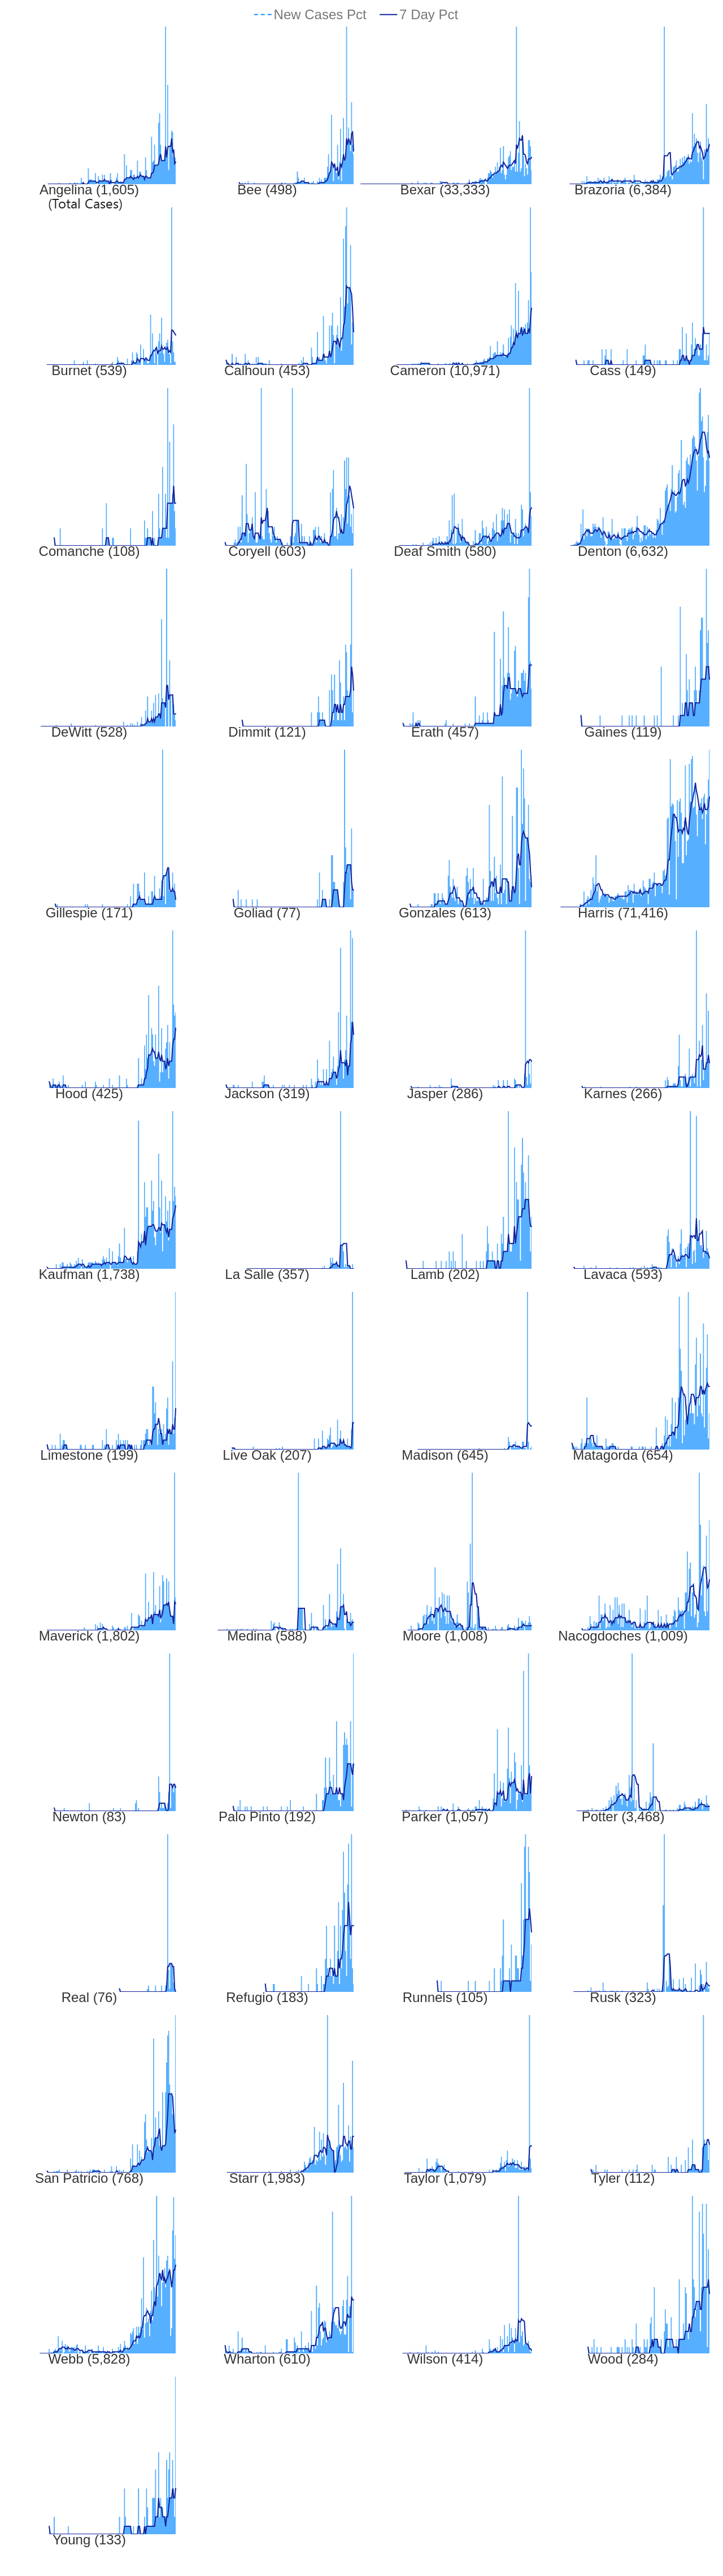 New Cases Pct 7 Day Pct
Angelina (1,605) Bee (498) Bexar (33,333) Brazoria (6,384)
(Total Cases)
Burnet (539) Calhoun (453) Cameron (10,971) Cass (149)
Comanche (108) Coryell (603) Deaf Smith (580) Denton (6,632)
DeWitt (528) Dimmit (121) Erath (457) Gaines (119)
Gillespie (171) Goliad (77) Gonzales (613) Harris (71,416)
Hood (425) Jackson (319) Jasper (286) Karnes (266)
Kaufman (1,738) La Salle (357) Lamb (202) Lavaca (593)
Limestone (199) Live Oak (207) Madison (645) Matagorda (654)
Maverick (1,802) Medina (588) Moore (1,008) Nacogdoches (1,009)
Newton (83) Palo Pinto (192) Parker (1,057) Potter (3,468)
Real (76) Refugio (183) Runnels (105) Rusk (323)
San Patricio (768) Starr (1,983) Taylor (1,079) Tyler (112)
Webb (5,828) Wharton (610) Wilson (414) Wood (284)
Young (133)